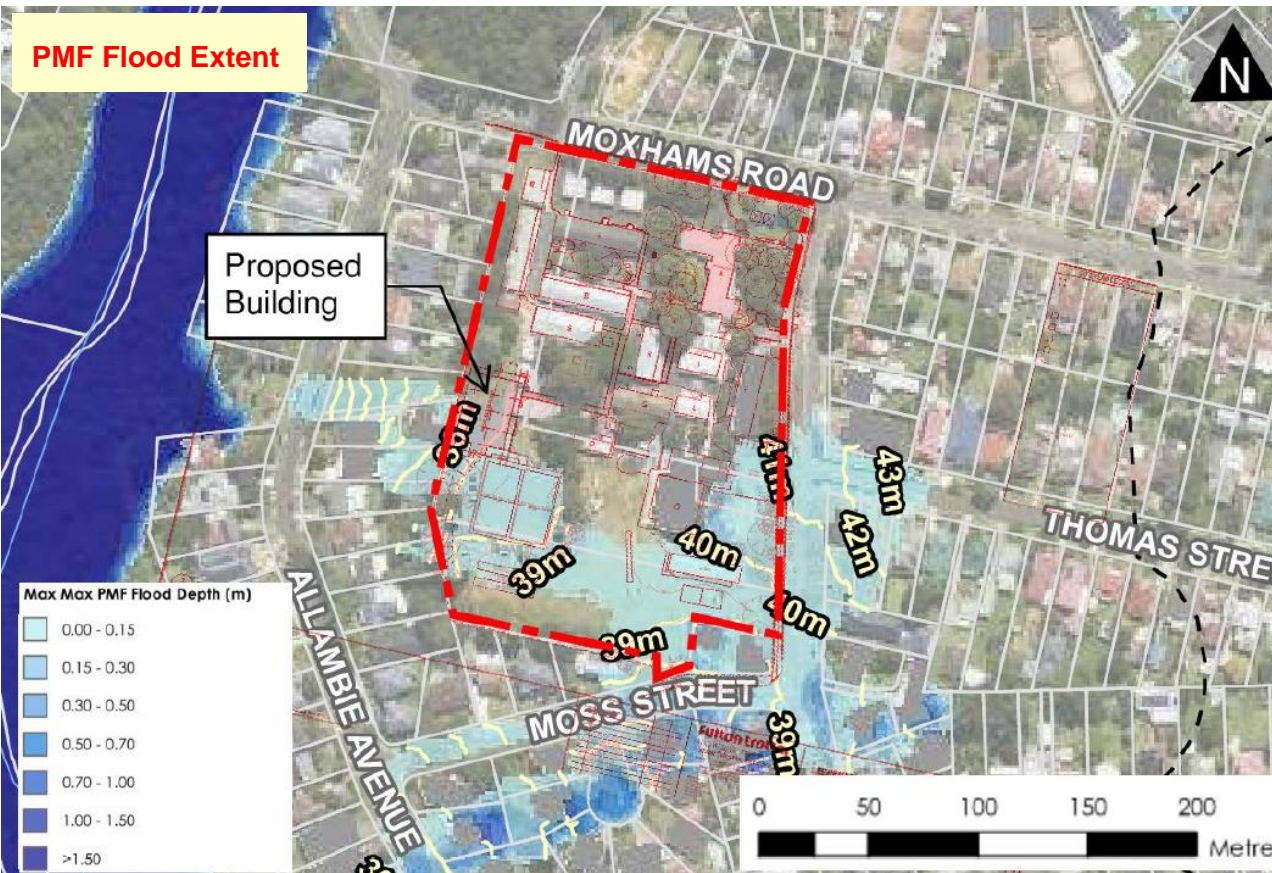 PMF Flood Extent
N
MOXHAMS ROAD
Proposed
Building
38m
41m
43m
42m
40m
THOMAS STRE
39m
40m
39m
ALLAMBIE AVENUE
MOSS STREET
39m
Max Max PMF Flood Depth (m)
0.00 - 0.15
0.15 - 0.30
0.30 - 0.50
0.50 - 0.70
0.70 - 1.00
1.00 - 1.50
>1.50
0 50 100 150 200
Metre